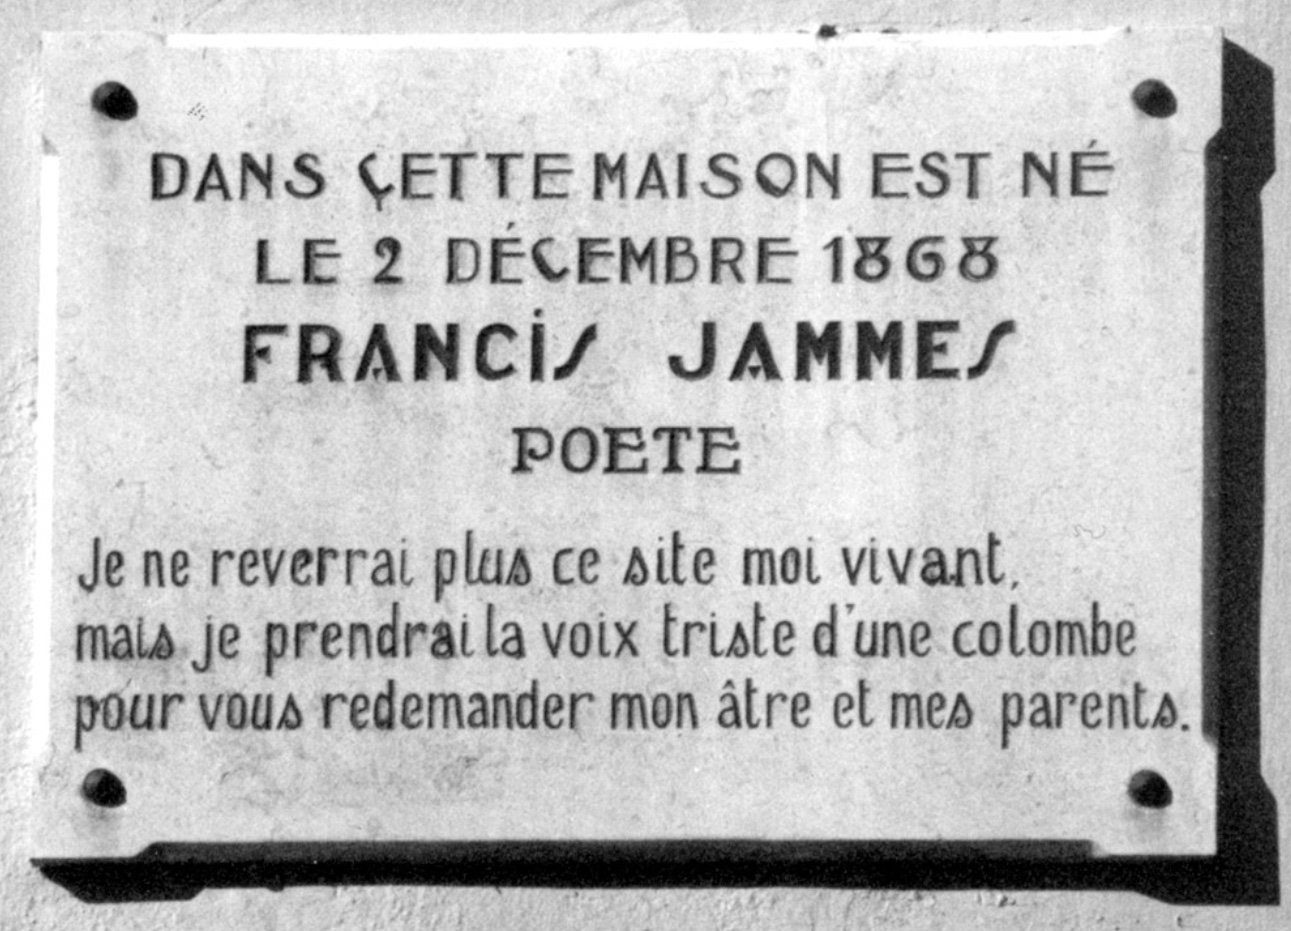 DANS CETTE MAISON EST NÉ
LE 2 DÉCEMBRE 1868
FRANCIS JAMMES
POETE
Je ne reverrai plus ce site moi vivant,
mais je prendrai la voix triste d'une colombe
pour vous redemander mon âtre et mes parents.